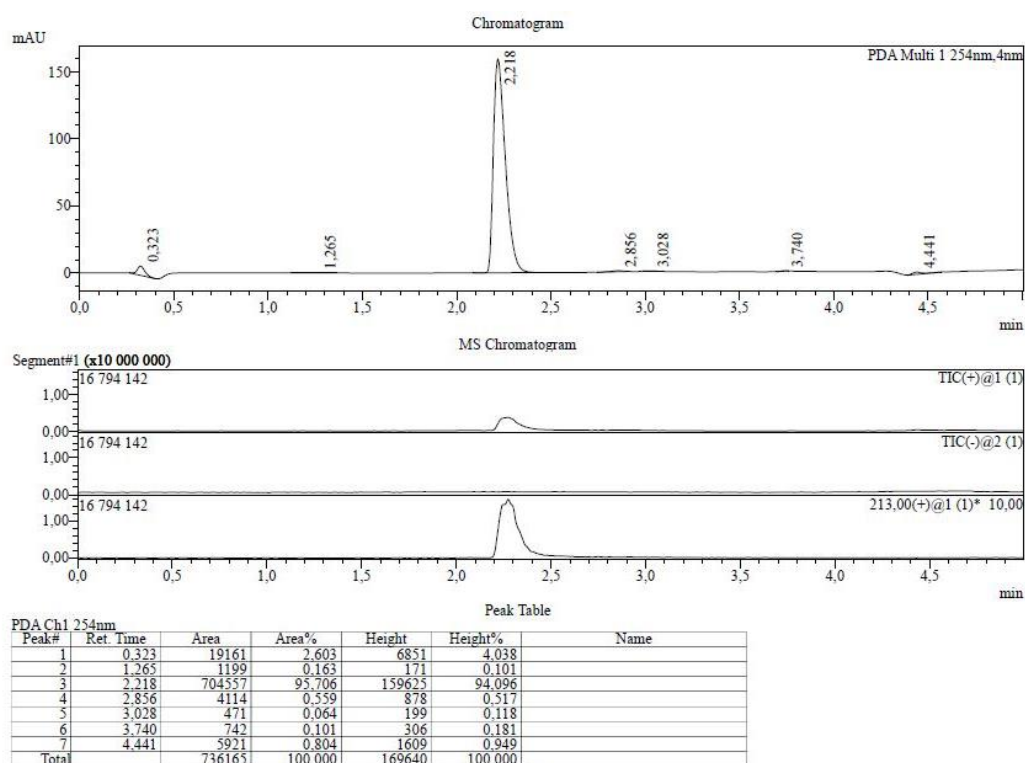 Chromatogram
mAU
PDA Multi 1 254nm,4nm
150
100
50
0
0,323
1,265
2,218
2,856
3,028
3,740
4,441
0,0 0,5 1,0 1,5 2,0 2,5 3,0 3,5 4,0 4,5
min
MS Chromatogram
Segment#1 (x10 000 000)
16 794 142 TIC(+)@1 (1)
1,00
0,00
16 794 142 TIC(-)@2 (1)
1,00
0,00
16 794 142 213,00(+)@1 (1)* 10,00
1,00
0,00
0,0 0,5 1,0 1,5 2,0 2,5 3,0 3,5 4,0 4,5
min
Peak Table
PDA Ch1 254nm
Peak# Ret. Time Area Area% Height Height% Name
1 0,323 19161 2,603 6851 4,038
2 1,265 1199 0,163 171 0,101
3 2,218 704557 95,706 159625 94,096
4 2,856 4114 0,559 878 0,517
5 3,028 471 0,064 199 0,118
6 3,740 742 0,101 306 0,181
7 4,441 5921 0,804 1609 0,949
Total 736165 100,000 169640 100,000